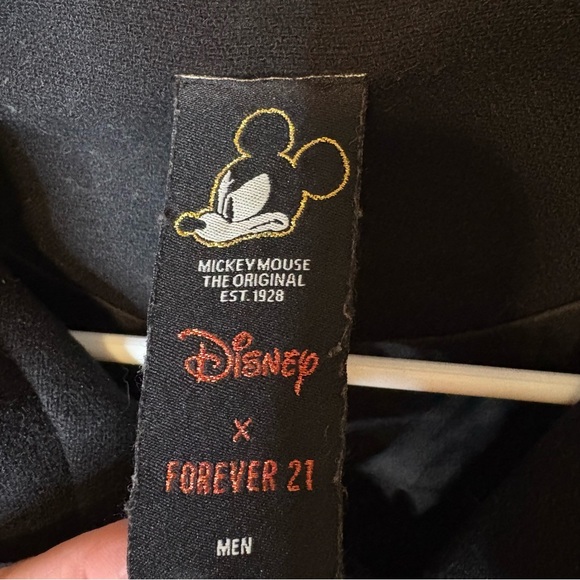 MICKEY MOUSE
THE ORIGINAL
EST. 1928
Disney
x
FOREVER 21
MEN